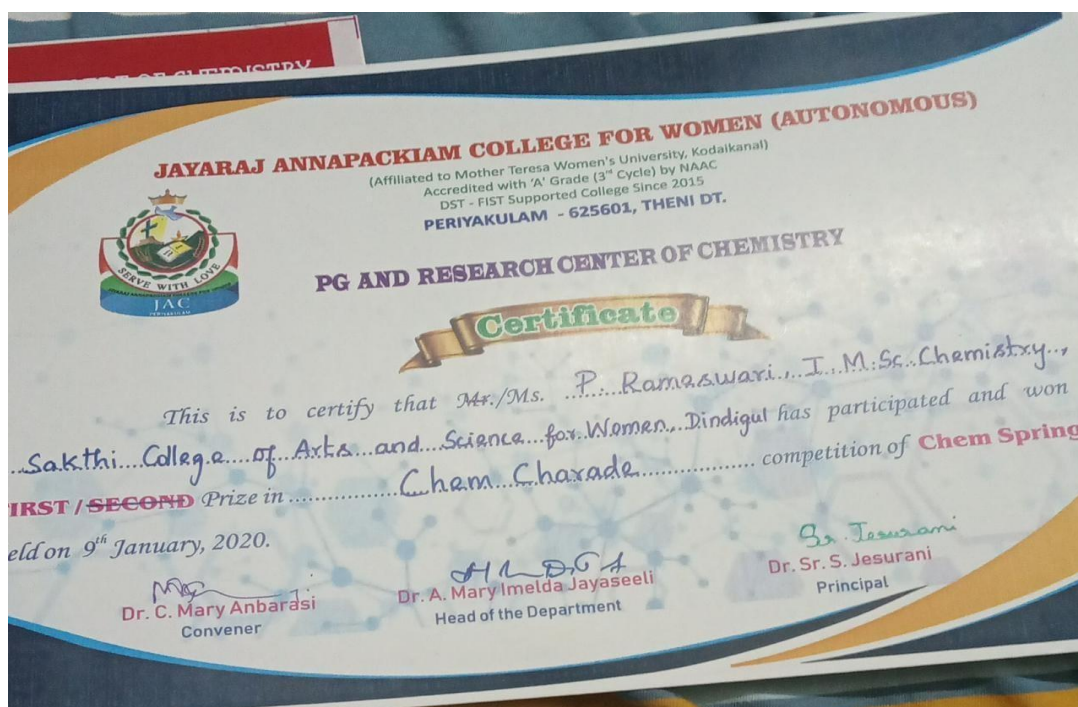 OF CHEMISTRY
JAYARAJ ANNAPACKIAM COLLEGE FOR WOMEN (AUTONOMOUS)
(Affiliated to Mother Teresa Women's University, Kodaikanal)
Accredited with 'A' Grade (3rd Cycle) by NAAC
DST - FIST Supported College Since 2015
PERIYAKULAM - 625601, THENI DT.
SERVE WITH LOVE
JAC
PERIYAKULAM
PG AND RESEARCH CENTER OF CHEMISTRY
Certificate
This is to certify that Mr./Ms. P. Rameswari, I M.Sc. Chemistry,
Sakthi College of Arts and Science for Women, Dindigul has participated and won
IRST / SECOND Prize in Chem Charade competition of Chem Spring
eld on 9th January, 2020.
Sr. Jesurani
Dr. C. Mary Anbarasi
Convener
Dr. A. Mary Imelda Jayaseeli
Head of the Department
Dr. Sr. S. Jesurani
Principal